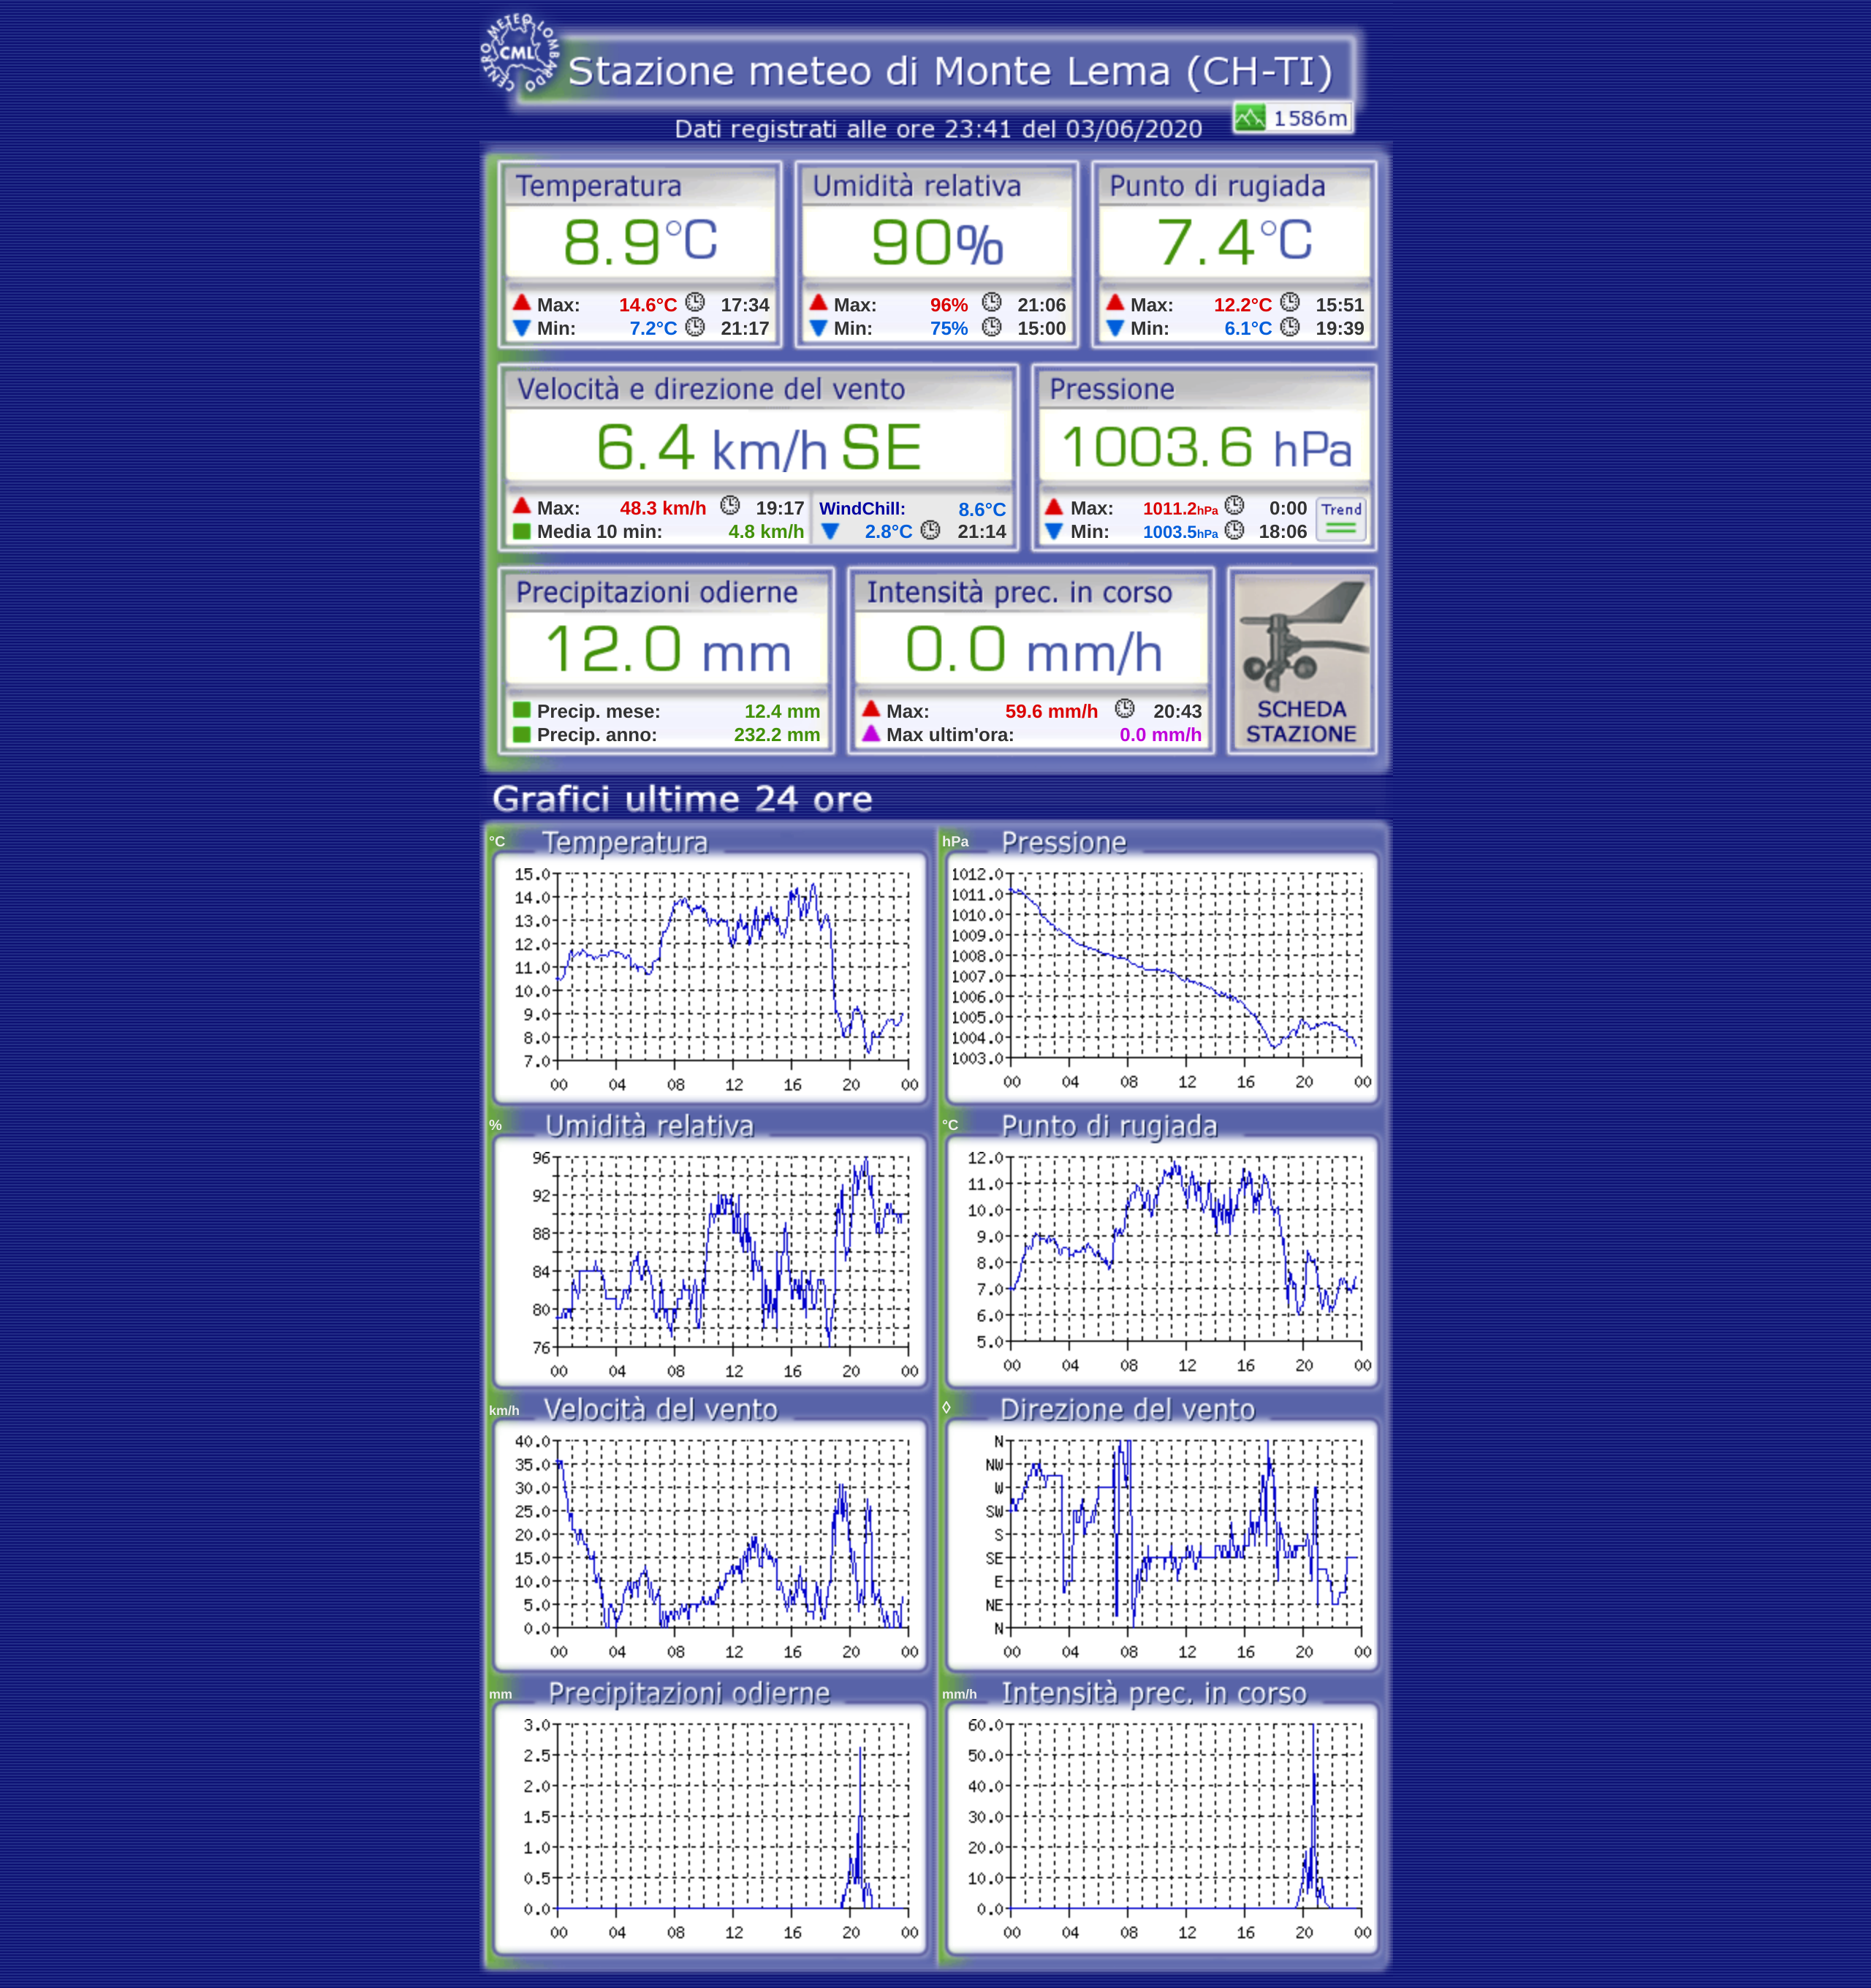 CENTRO METEO LOMBARDO
CML
Stazione meteo di Monte Lema (CH-TI)
1586m
Dati registrati alle ore 23:41 del 03/06/2020
Temperatura
8.9°C
Max: 14.6°C 17:34
Min: 7.2°C 21:17
Umidità relativa
90%
Max: 96% 21:06
Min: 75% 15:00
Punto di rugiada
7.4°C
Max: 12.2°C 15:51
Min: 6.1°C 19:39
Velocità e direzione del vento
6.4 km/h SE
Max: 48.3 km/h 19:17
Media 10 min: 4.8 km/h
WindChill: 8.6°C
2.8°C 21:14
Pressione
1003.6 hPa
Max: 1011.2hPa 0:00
Min: 1003.5hPa 18:06
Trend
Precipitazioni odierne
12.0 mm
Precip. mese: 12.4 mm
Precip. anno: 232.2 mm
Intensità prec. in corso
0.0 mm/h
Max: 59.6 mm/h 20:43
Max ultim'ora: 0.0 mm/h
SCHEDA
STAZIONE
Grafici ultime 24 ore
°C Temperatura
15.0
14.0
13.0
12.0
11.0
10.0
9.0
8.0
7.0
00 04 08 12 16 20 00
hPa Pressione
1012.0
1011.0
1010.0
1009.0
1008.0
1007.0
1006.0
1005.0
1004.0
1003.0
00 04 08 12 16 20 00
% Umidità relativa
96
92
88
84
80
76
00 04 08 12 16 20 00
°C Punto di rugiada
12.0
11.0
10.0
9.0
8.0
7.0
6.0
5.0
00 04 08 12 16 20 00
km/h Velocità del vento
40.0
35.0
30.0
25.0
20.0
15.0
10.0
5.0
0.0
00 04 08 12 16 20 00
◊ Direzione del vento
N
NW
W
SW
S
SE
E
NE
N
00 04 08 12 16 20 00
mm Precipitazioni odierne
3.0
2.5
2.0
1.5
1.0
0.5
0.0
00 04 08 12 16 20 00
mm/h Intensità prec. in corso
60.0
50.0
40.0
30.0
20.0
10.0
0.0
00 04 08 12 16 20 00